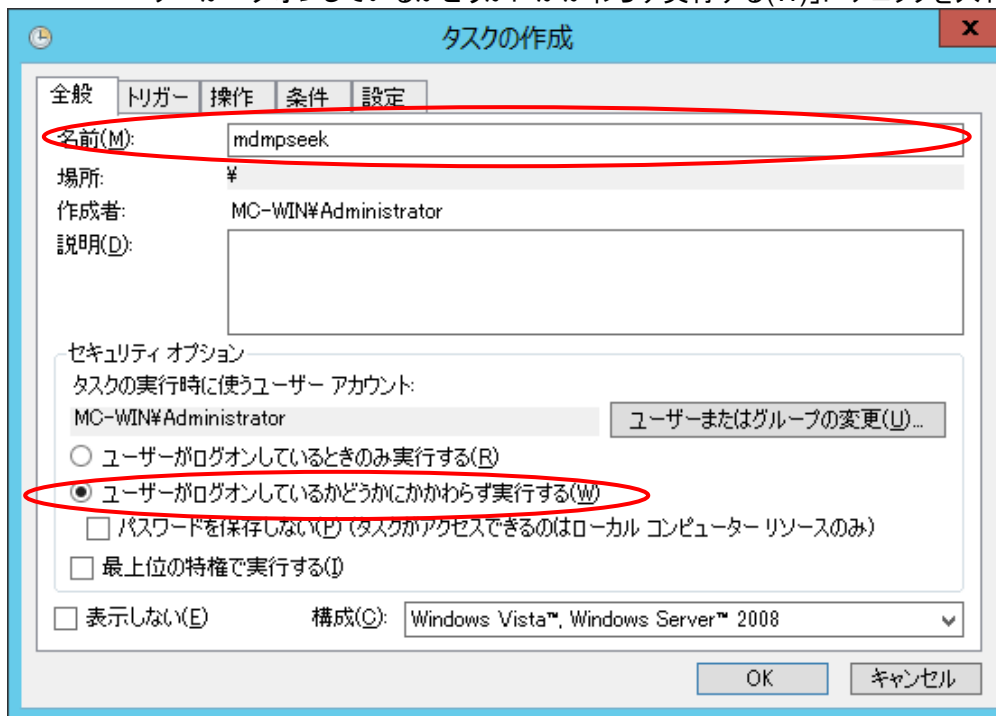 タスクの作成
x
全般 トリガー 操作 条件 設定
名前(M): mdmpseek
場所: ¥
作成者: MC-WIN¥Administrator
説明(D):
セキュリティ オプション
タスクの実行時に使うユーザー アカウント:
MC-WIN¥Administrator ユーザーまたはグループの変更(U)...
ユーザーがログオンしているときのみ実行する(R)
ユーザーがログオンしているかどうかにかかわらず実行する(W)
パスワードを保存しない(P) (タスクがアクセスできるのはローカル コンピューター リソースのみ)
最上位の特権で実行する(I)
表示しない(E) 構成(C): Windows Vista™, Windows Server™ 2008
OK キャンセル